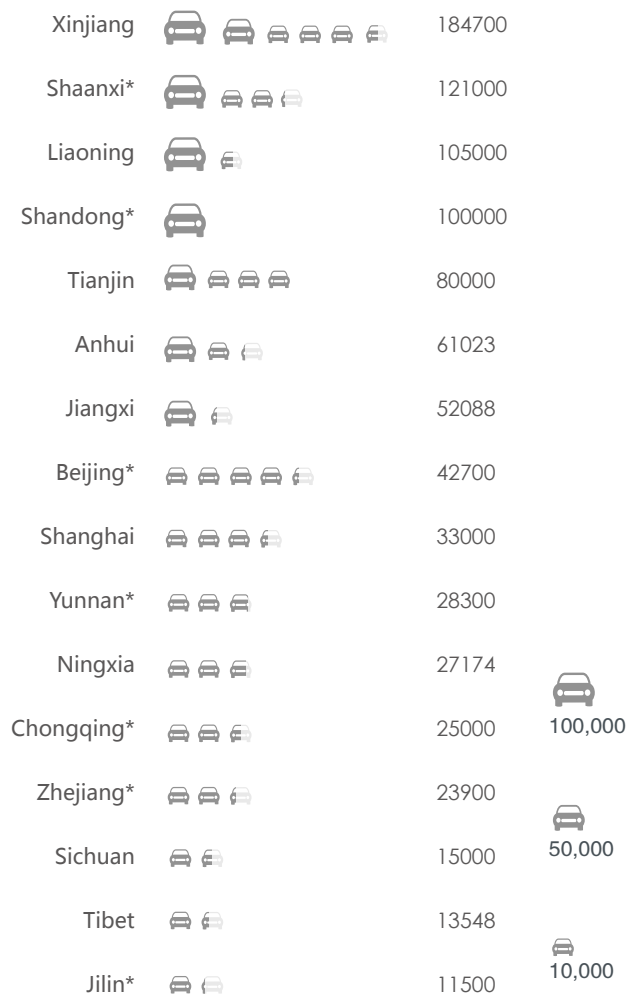 Xinjiang 184700
Shaanxi* 121000
Liaoning 105000
Shandong* 100000
Tianjin 80000
Anhui 61023
Jiangxi 52088
Beijing* 42700
Shanghai 33000
Yunnan* 28300
Ningxia 27174
Chongqing* 25000
Zhejiang* 23900
Sichuan 15000
Tibet 13548
Jilin* 11500
100,000
50,000
10,000